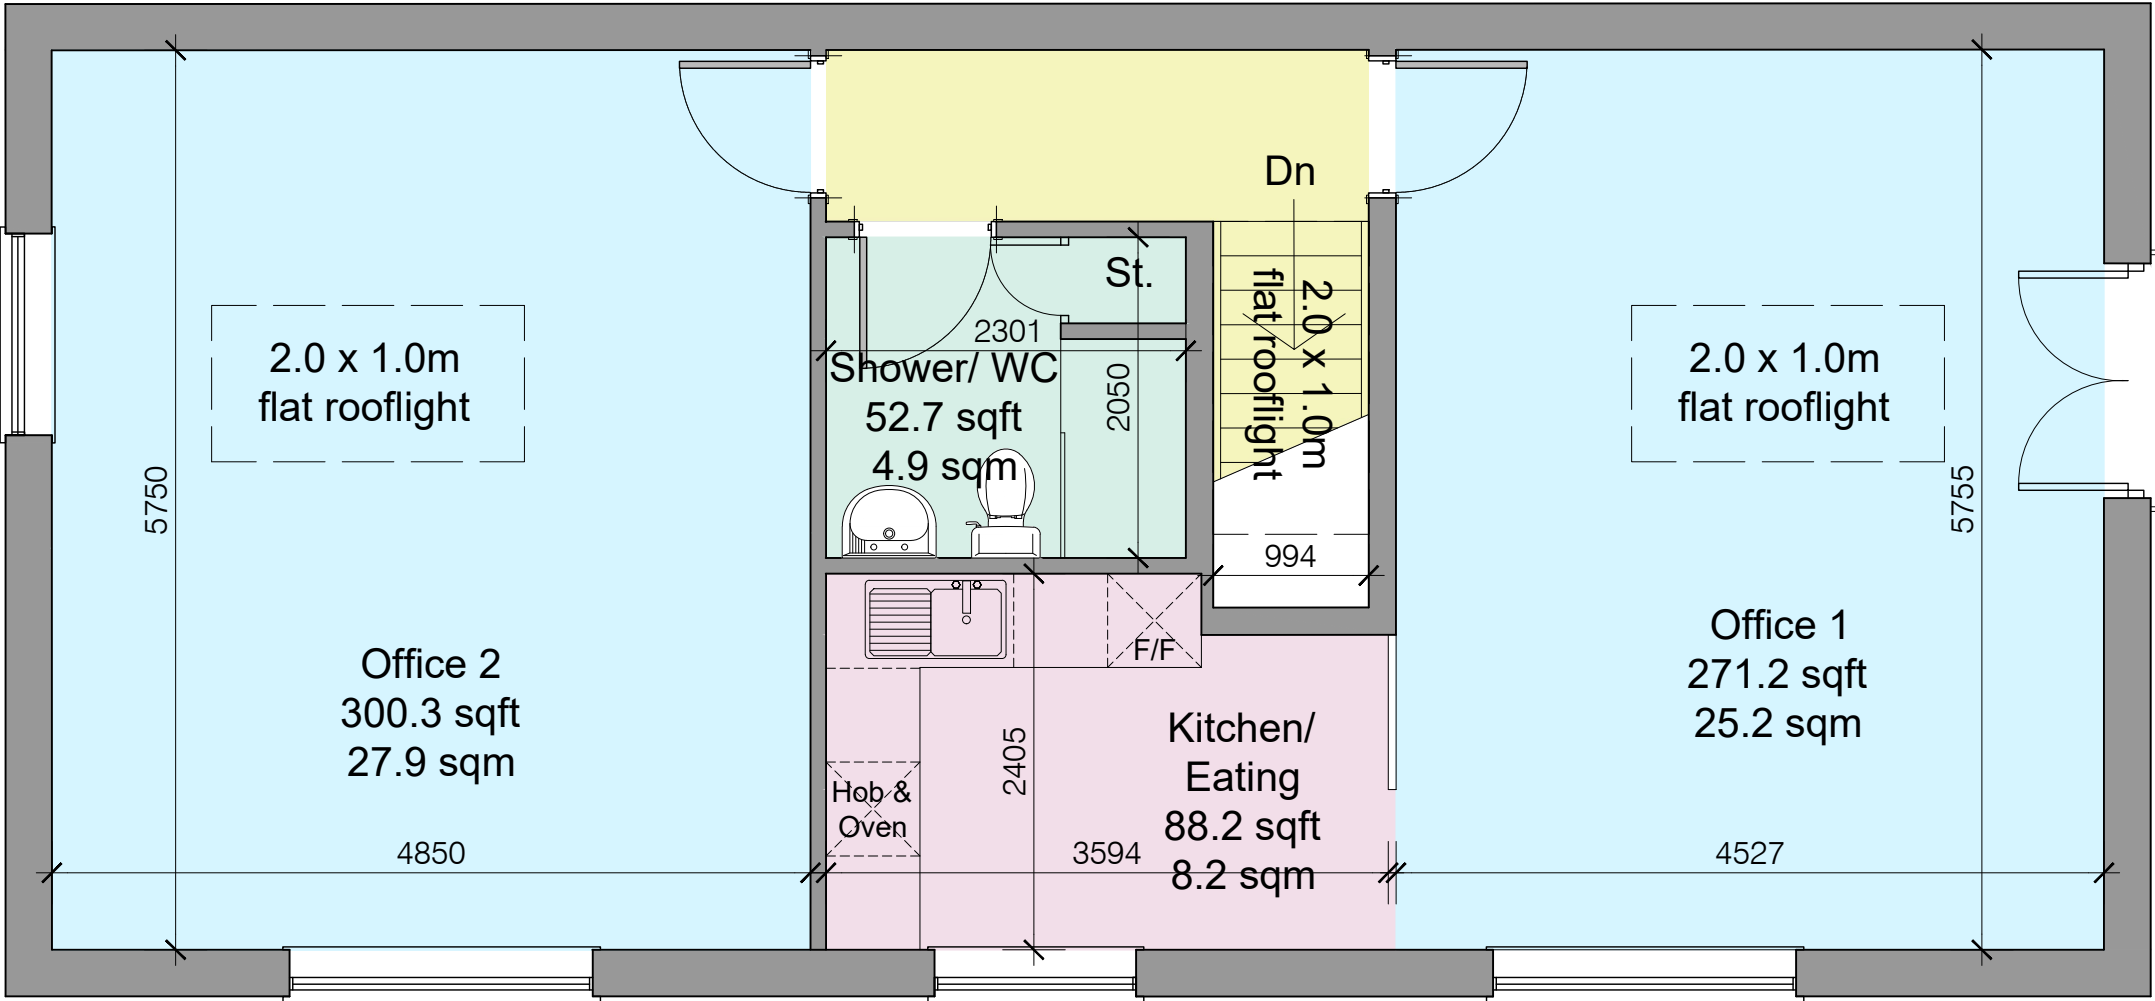 Dn
St.
2.0 x 1.0m
flat rooflight
2301
Shower/ WC
52.7 sqft
4.9 sqm
2050
2.0 x 1.0m
flat rooflight
2.0 x 1.0m
flat rooflight
5750
5755
994
Office 2
300.3 sqft
27.9 sqm
F/F
Office 1
271.2 sqft
25.2 sqm
Kitchen/
Eating
88.2 sqft
8.2 sqm
2405
Hob &
Oven
4850
3594
4527